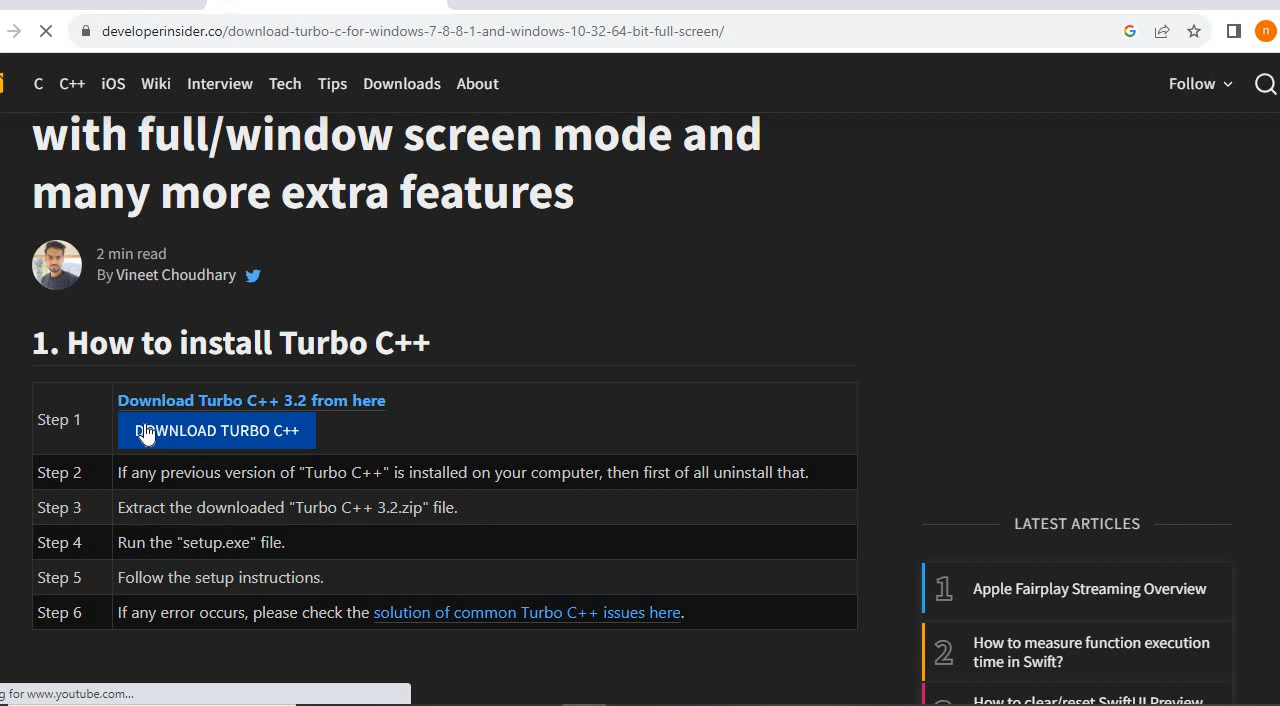 developerinsider.co/download-turbo-c-for-windows-7-8-8-1-and-windows-10-32-64-bit-full-screen/
n
C C++ iOS Wiki Interview Tech Tips Downloads About Follow
with full/window screen mode and
many more extra features
2 min read
By Vineet Choudhary
1. How to install Turbo C++
Step 1
Download Turbo C++ 3.2 from here
DOWNLOAD TURBO C++
Step 2 If any previous version of "Turbo C++" is installed on your computer, then first of all uninstall that.
Step 3 Extract the downloaded "Turbo C++ 3.2.zip" file.
Step 4 Run the "setup.exe" file.
Step 5 Follow the setup instructions.
Step 6 If any error occurs, please check the solution of common Turbo C++ issues here.
LATEST ARTICLES
1 Apple Fairplay Streaming Overview
2 How to measure function execution
time in Swift?
How to clear/reset SwiftUI Preview
g for www.youtube.com...